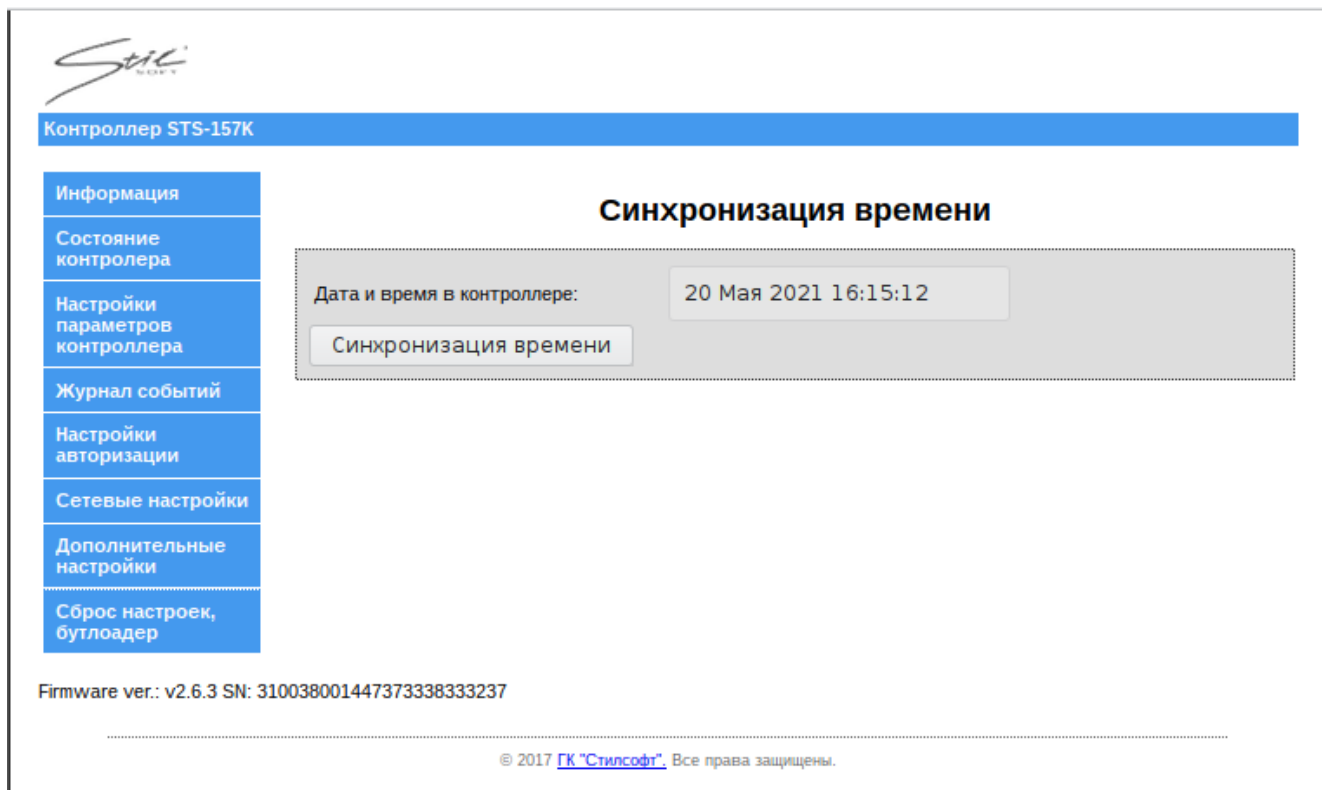 Stil
SOFT
Контроллер STS-157К
Информация
Состояние
контролера
Настройки
параметров
контроллера
Журнал событий
Настройки
авторизации
Сетевые настройки
Дополнительные
настройки
Сброс настроек,
бутлоадер
Синхронизация времени
Дата и время в контроллере: 20 Мая 2021 16:15:12
Синхронизация времени
Firmware ver.: v2.6.3 SN: 310038001447373338333237
© 2017 ГК "Стилсофт". Все права защищены.